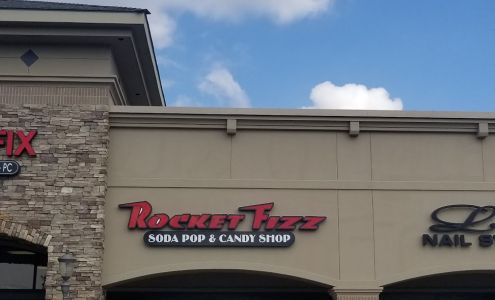 FIX
PC
ROCKET FIZZ
SODA POP & CANDY SHOP
NAIL